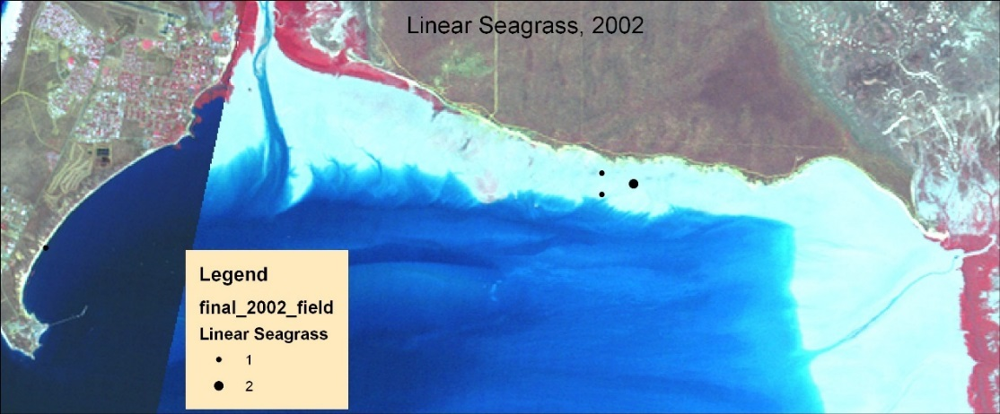 Linear Seagrass, 2002
Legend
final_2002_field
Linear Seagrass
1
2